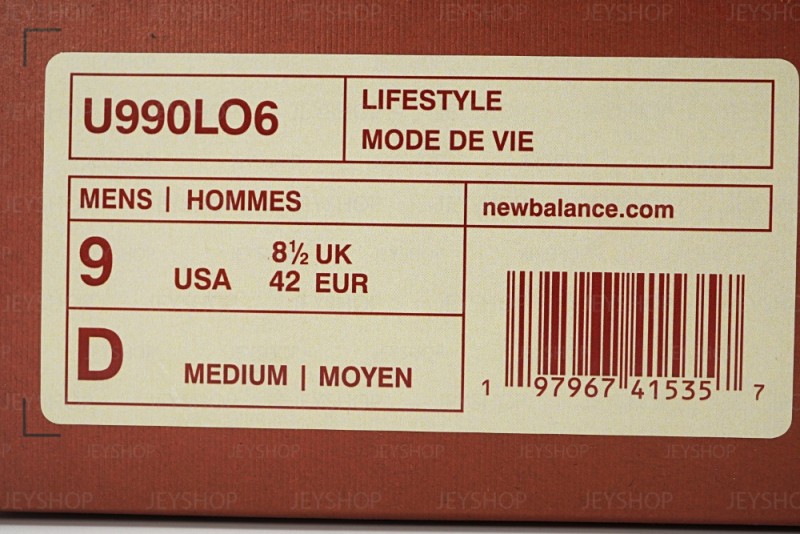 U990LO6
LIFESTYLE
MODE DE VIE
MENS | HOMMES
newbalance.com
9 USA 8½ UK
42 EUR
D MEDIUM | MOYEN
1 97967 41535 7
JEYSHOP